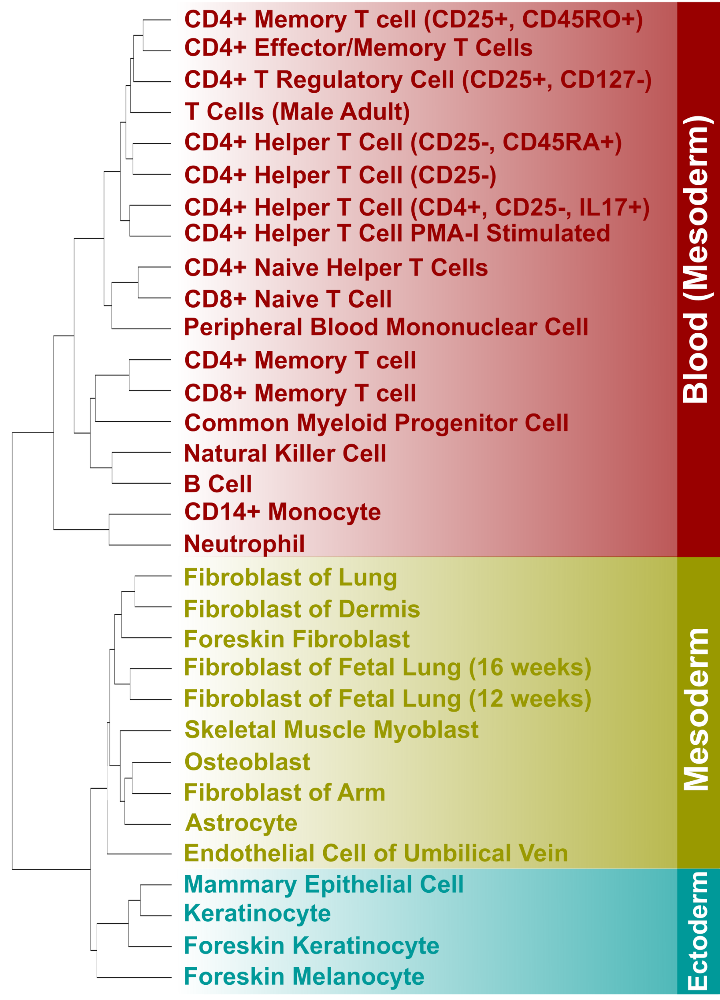 CD4+ Memory T cell (CD25+, CD45RO+)
CD4+ Effector/Memory T Cells
CD4+ T Regulatory Cell (CD25+, CD127-)
T Cells (Male Adult)
CD4+ Helper T Cell (CD25-, CD45RA+)
CD4+ Helper T Cell (CD25-)
CD4+ Helper T Cell (CD4+, CD25-, IL17+)
CD4+ Helper T Cell PMA-I Stimulated
CD4+ Naive Helper T Cells
CD8+ Naive T Cell
Peripheral Blood Mononuclear Cell
CD4+ Memory T cell
CD8+ Memory T cell
Common Myeloid Progenitor Cell
Natural Killer Cell
B Cell
CD14+ Monocyte
Neutrophil
Blood (Mesoderm)
Fibroblast of Lung
Fibroblast of Dermis
Foreskin Fibroblast
Fibroblast of Fetal Lung (16 weeks)
Fibroblast of Fetal Lung (12 weeks)
Skeletal Muscle Myoblast
Osteoblast
Fibroblast of Arm
Astrocyte
Endothelial Cell of Umbilical Vein
Mesoderm
Mammary Epithelial Cell
Keratinocyte
Foreskin Keratinocyte
Foreskin Melanocyte
Ectoderm